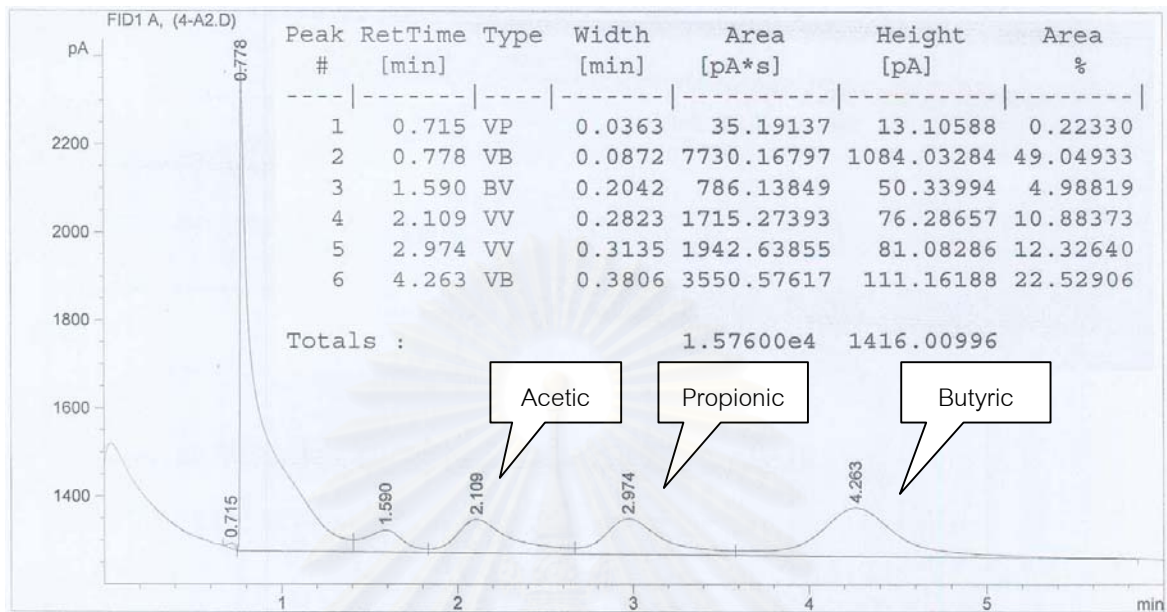 FID1 A, (4-A2.D)
pA
Peak RetTime Type Width Area Height Area
# [min] [min] [pA*s] [pA] %
----|-------|----|-------|----------|----------|--------|
1 0.715 VP 0.0363 35.19137 13.10588 0.22330
2 0.778 VB 0.0872 7730.16797 1084.03284 49.04933
3 1.590 BV 0.2042 786.13849 50.33994 4.98819
4 2.109 VV 0.2823 1715.27393 76.28657 10.88373
5 2.974 VV 0.3135 1942.63855 81.08286 12.32640
6 4.263 VB 0.3806 3550.57617 111.16188 22.52906
Totals : 1.57600e4 1416.00996
Acetic Propionic Butyric
2200
2000
1800
1600
1400
0.715
0.778
1.590
2.109
2.974
4.263
1 2 3 4 5 min